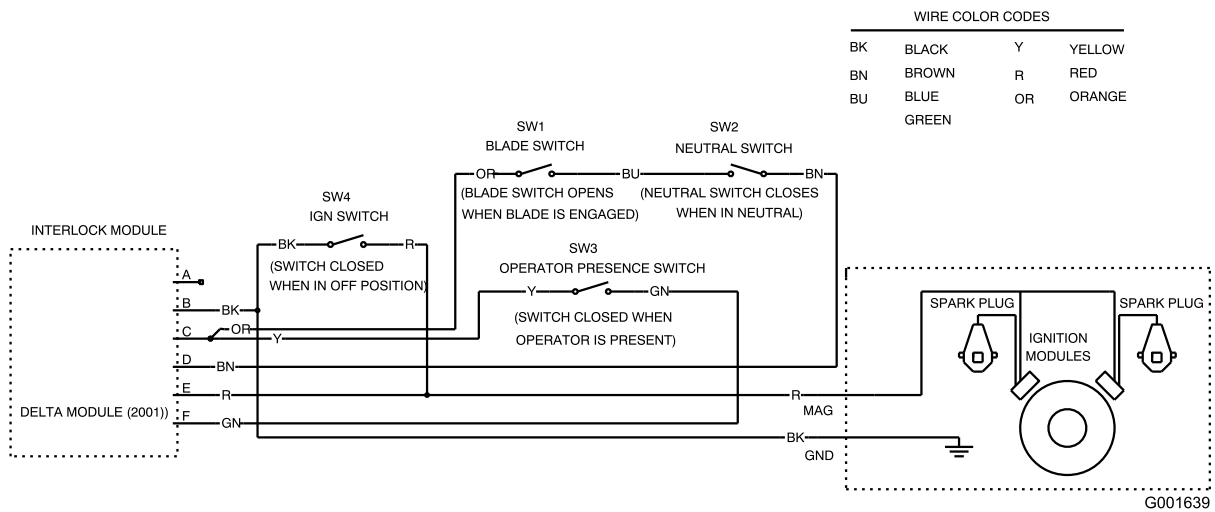 WIRE COLOR CODES
BK BLACK Y YELLOW
BN BROWN R RED
BU BLUE OR ORANGE
GREEN
SW1
BLADE SWITCH
OR
BU
(BLADE SWITCH OPENS
WHEN BLADE IS ENGAGED)
SW2
NEUTRAL SWITCH
BN
(NEUTRAL SWITCH CLOSES
WHEN IN NEUTRAL)
SW4
IGN SWITCH
BK
R
(SWITCH CLOSED
WHEN IN OFF POSITION)
SW3
OPERATOR PRESENCE SWITCH
Y
GN
(SWITCH CLOSED WHEN
OPERATOR IS PRESENT)
INTERLOCK MODULE
A
B BK
C OR
Y
D BN
E R
F GN
DELTA MODULE (2001))
R
MAG
BK
GND
SPARK PLUG
SPARK PLUG
IGNITION
MODULES
G001639